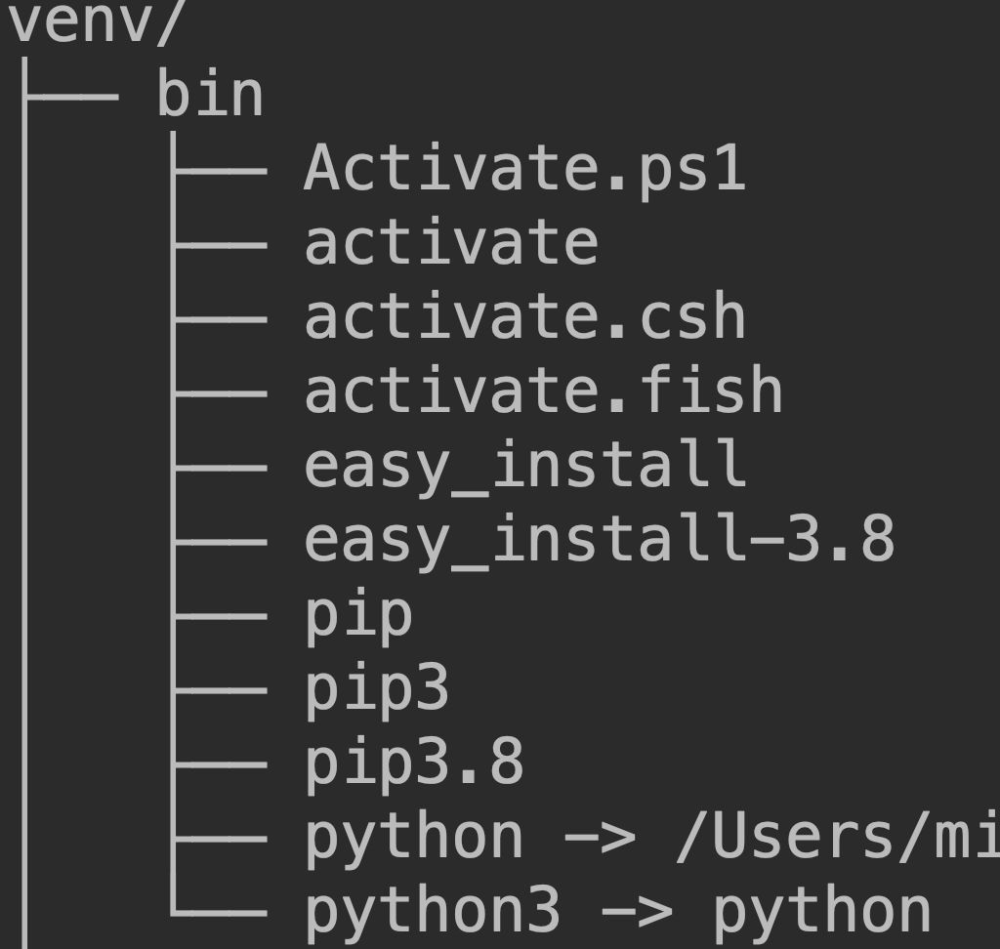 venv/
├── bin
│   ├── Activate.ps1
│   ├── activate
│   ├── activate.csh
│   ├── activate.fish
│   ├── easy_install
│   ├── easy_install-3.8
│   ├── pip
│   ├── pip3
│   ├── pip3.8
│   ├── python -> /Users/mi
│   └── python3 -> python